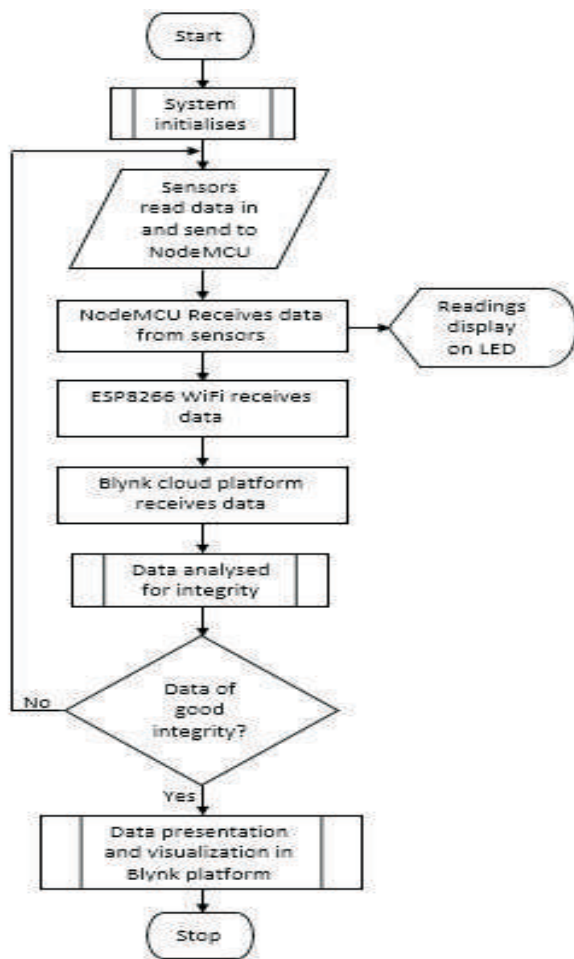 Start
System
initialises
Sensors
read data in
and send to
NodeMCU
NodeMCU Receives data
from sensors
Readings
display
on LED
ESP8266 WiFi receives
data
Blynk cloud platform
receives data
Data analysed
for integrity
Data of
good
integrity?
No
Yes
Data presentation
and visualization in
Blynk platform
Stop